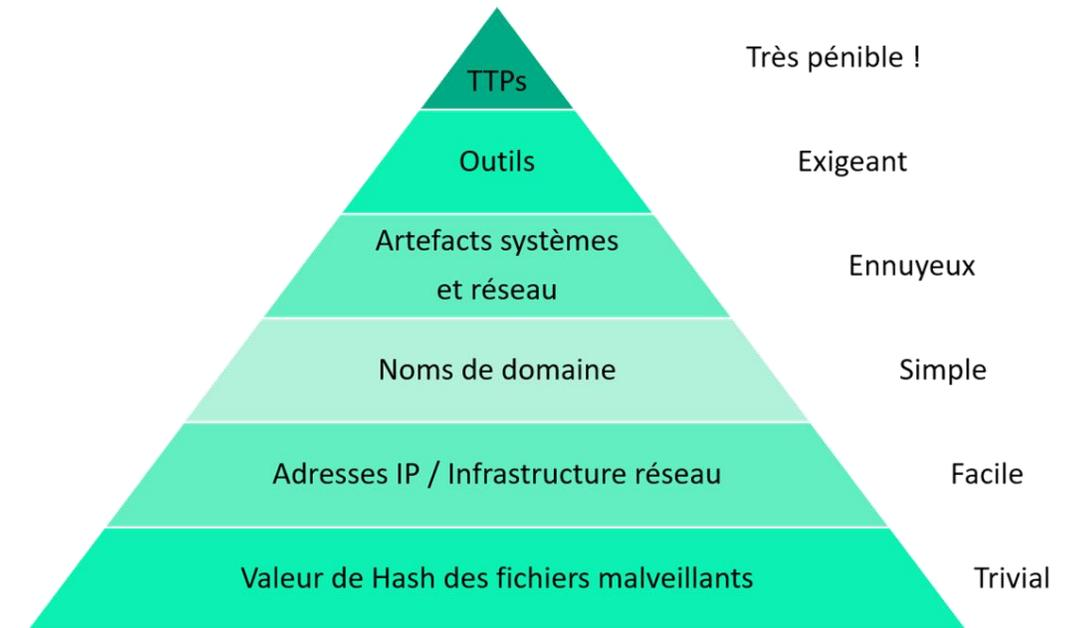 TTPs
Très pénible !
Outils
Exigeant
Artefacts systèmes
et réseau
Ennuyeux
Noms de domaine
Simple
Adresses IP / Infrastructure réseau
Facile
Valeur de Hash des fichiers malveillants
Trivial